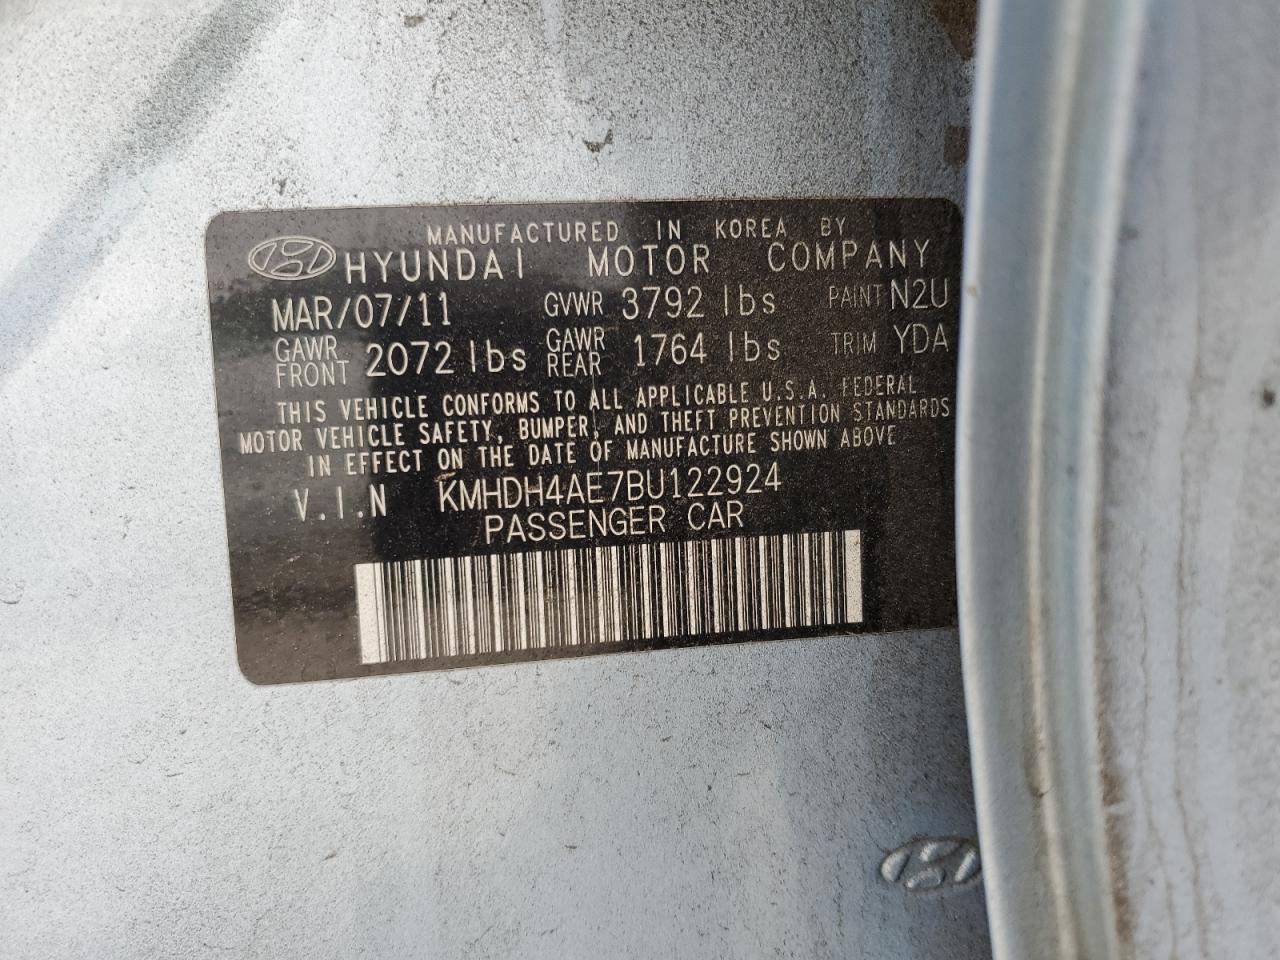 MANUFACTURED IN KOREA BY
HYUNDAI MOTOR COMPANY
MAR/07/11 GVWR 3792 lbs PAINT N2U
GAWR FRONT 2072 lbs GAWR REAR 1764 lbs TRIM YDA
THIS VEHICLE CONFORMS TO ALL APPLICABLE U.S.A. FEDERAL
MOTOR VEHICLE SAFETY, BUMPER, AND THEFT PREVENTION STANDARDS
IN EFFECT ON THE DATE OF MANUFACTURE SHOWN ABOVE
V.I.N KMHDH4AE7BU122924
PASSENGER CAR